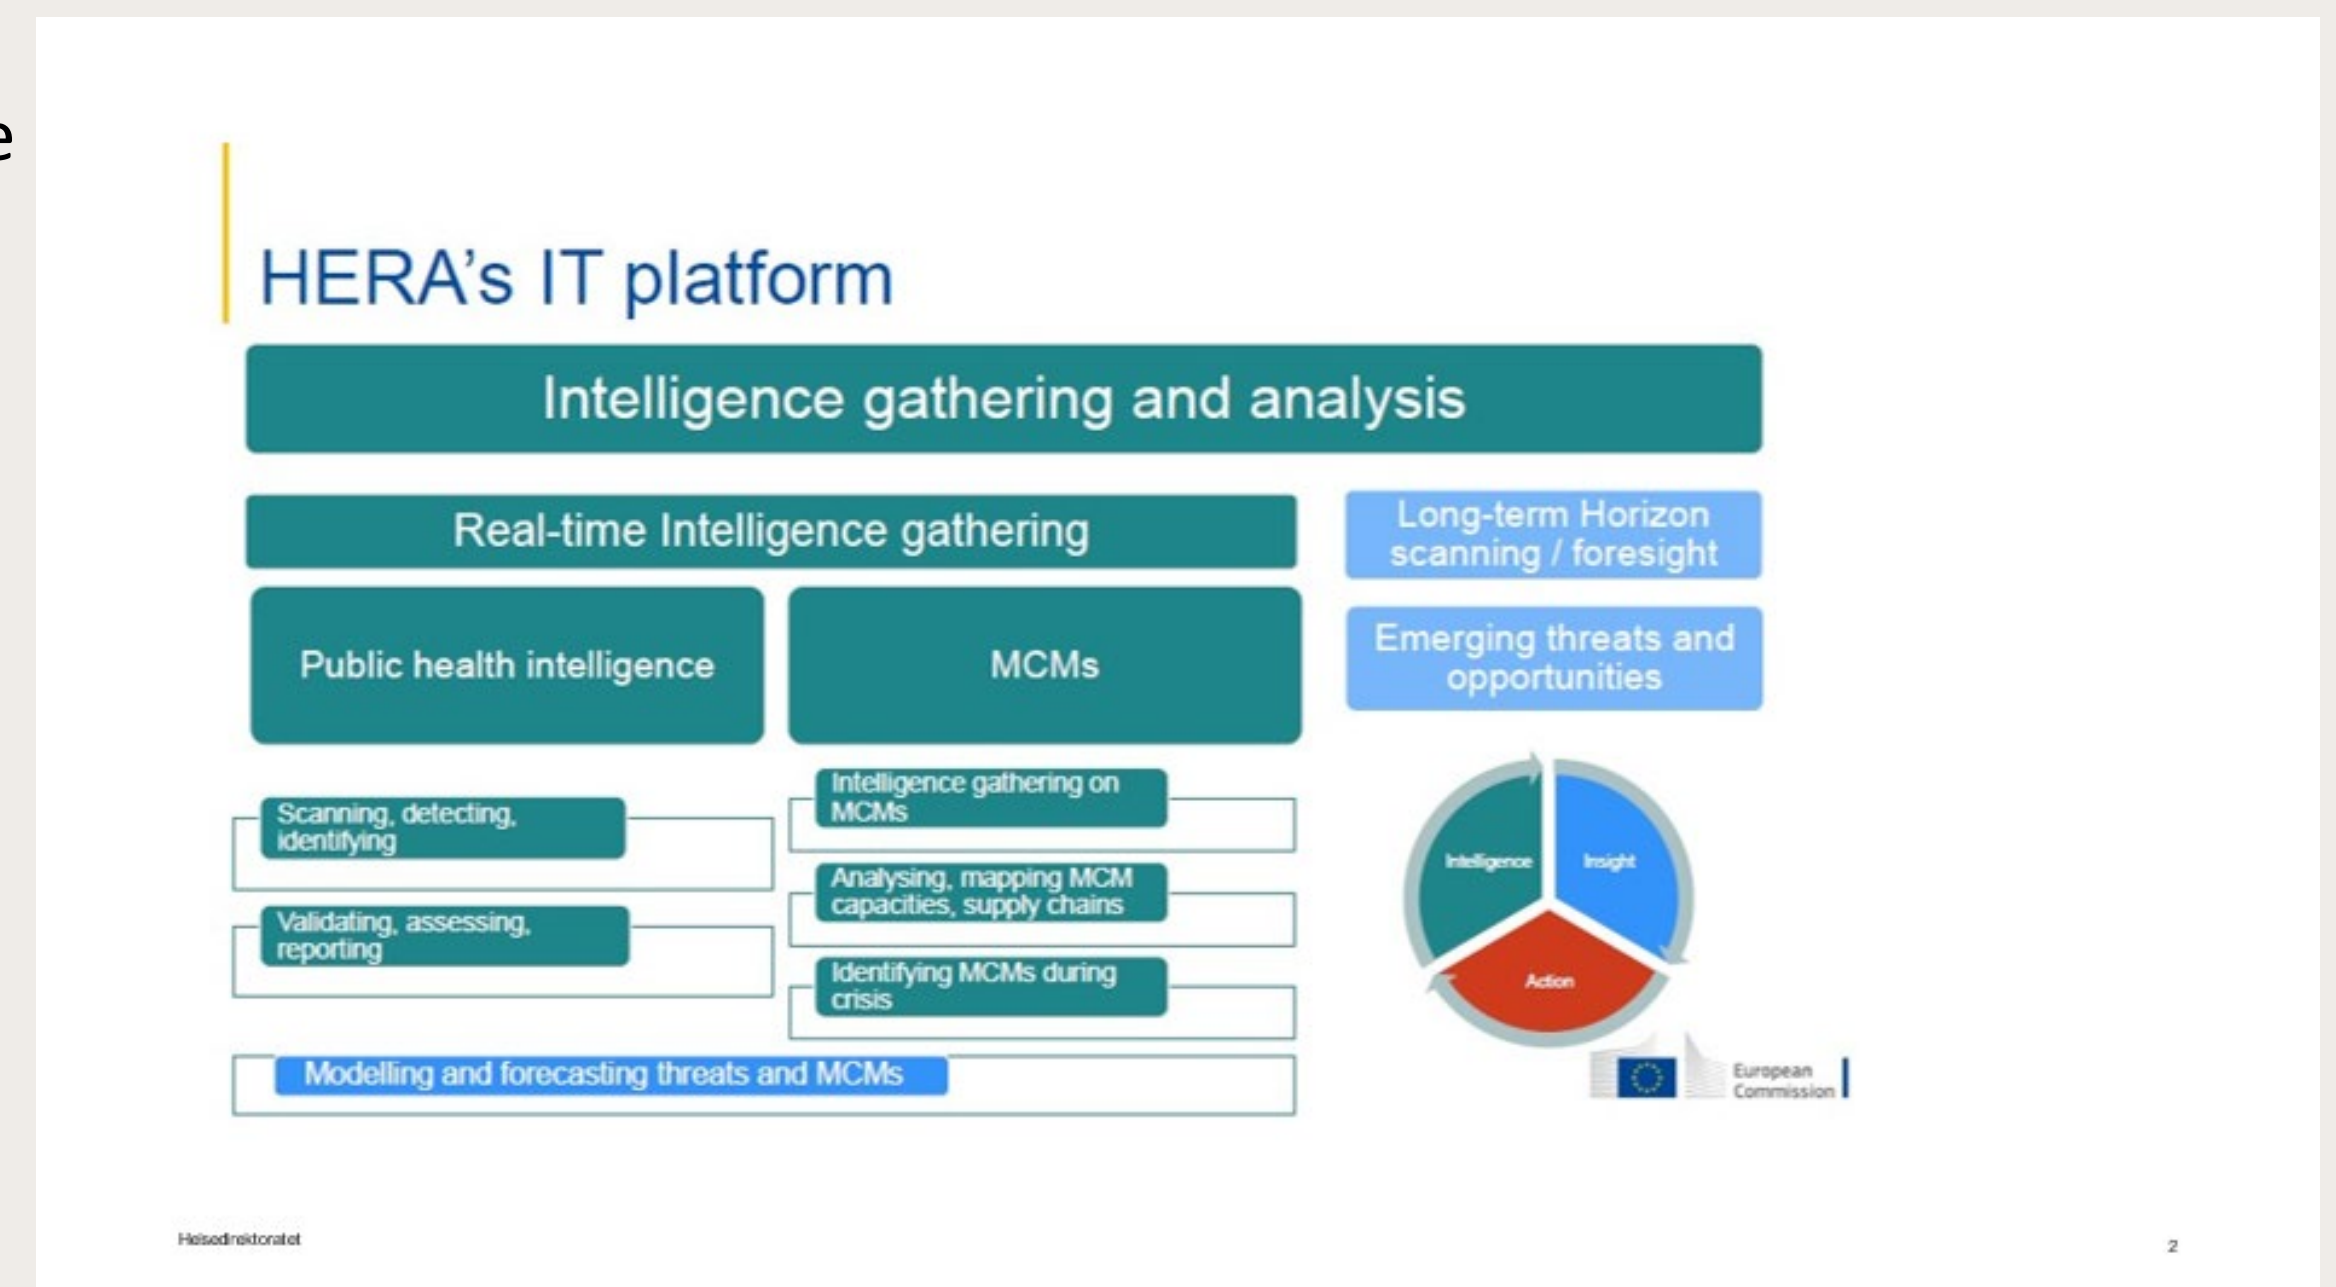 e
HERA's IT platform
Intelligence gathering and analysis
Real-time Intelligence gathering
Long-term Horizon
scanning / foresight
Public health intelligence
MCMs
Emerging threats and
opportunities
Scanning, detecting,
identifying
Validating, assessing,
reporting
Intelligence gathering on
MCMs
Analysing, mapping MCM
capacities, supply chains
Identifying MCMs during
crisis
Modelling and forecasting threats and MCMs
Intelligence
Insight
Action
European
Commission
Helsedirektoratet
2